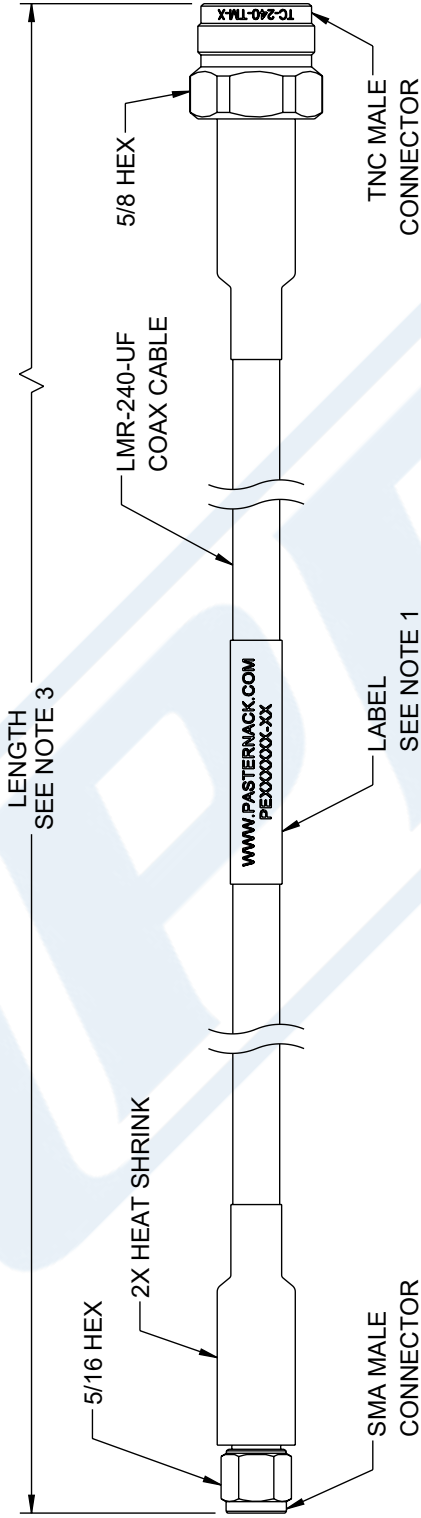 LENGTH
SEE NOTE 3
5/16 HEX
2X HEAT SHRINK
LMR-240-UF
COAX CABLE
5/8 HEX
TC-240-TM-X
WWW.PASTERNACK.COM
PEXXXXXX-XX
SMA MALE
CONNECTOR
LABEL
SEE NOTE 1
TNC MALE
CONNECTOR